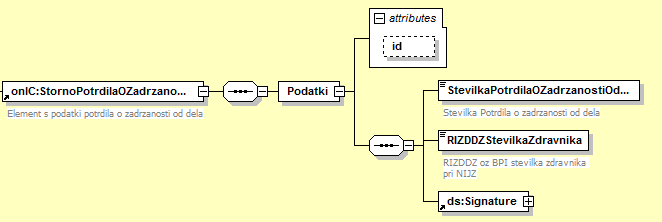 attributes
id
onIC:StornoPotrdilaOZadrzano...
Element s podatki potrdila o zadrzanosti od dela
Podatki
StevilkaPotrdilaOZadrzanostiOd...
Stevilka Potrdila o zadrzanosti od dela
RIZDDZStevilkaZdravnika
RIZDDZ oz BPI stevilka zdravnika
pri NIJZ
ds:Signature